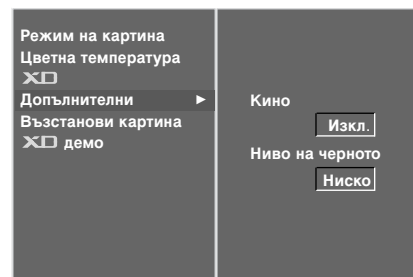 Режим на картина
Цветна температура
XD
Допълнителни ►
Възстанови картина
XD демо
Кино
Изкл.
Ниво на черното
Ниско